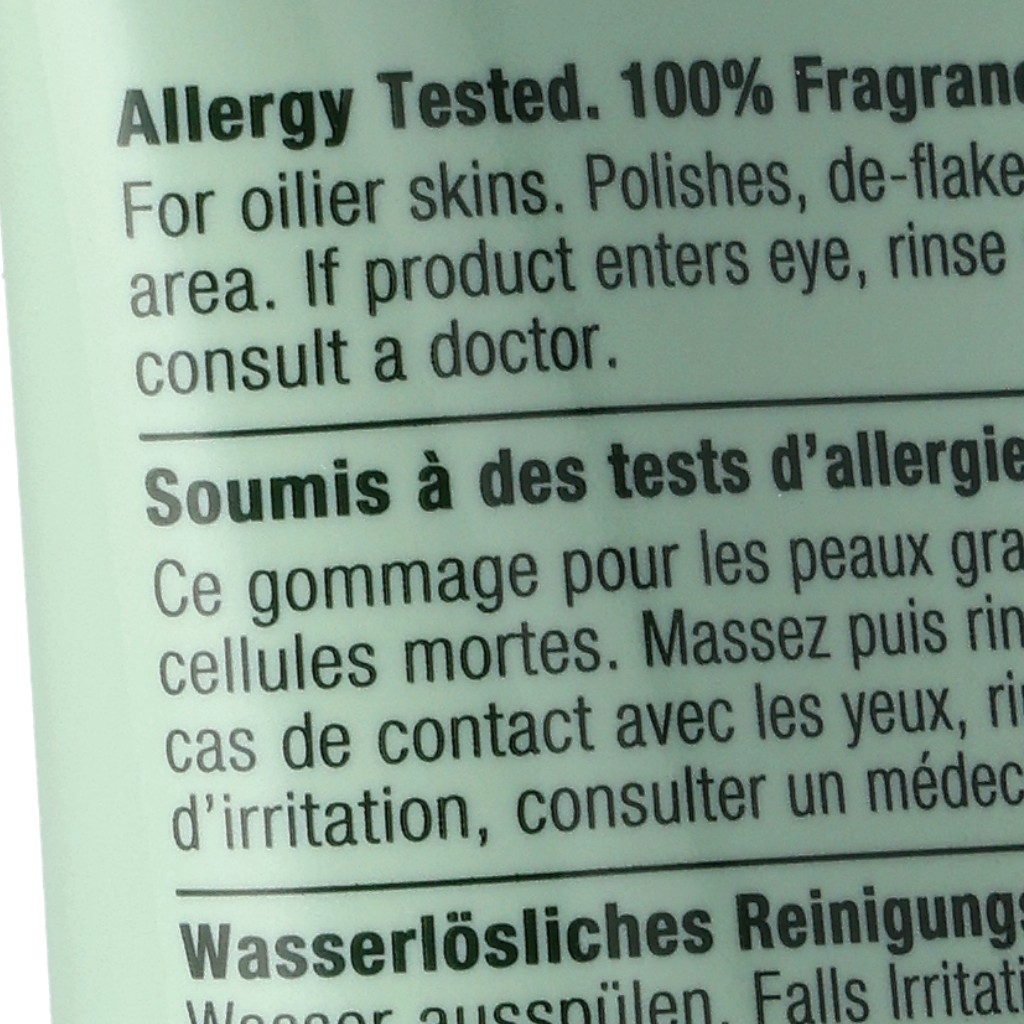 Allergy Tested. 100% Fragranc
For oilier skins. Polishes, de-flake
area. If product enters eye, rinse
consult a doctor.
Soumis à des tests d'allergie
Ce gommage pour les peaux gra
cellules mortes. Massez puis rin
cas de contact avec les yeux, ri
d'irritation, consulter un médec
Wasserlösliches Reinigungs
Wasser ausspülen. Falls Irritati